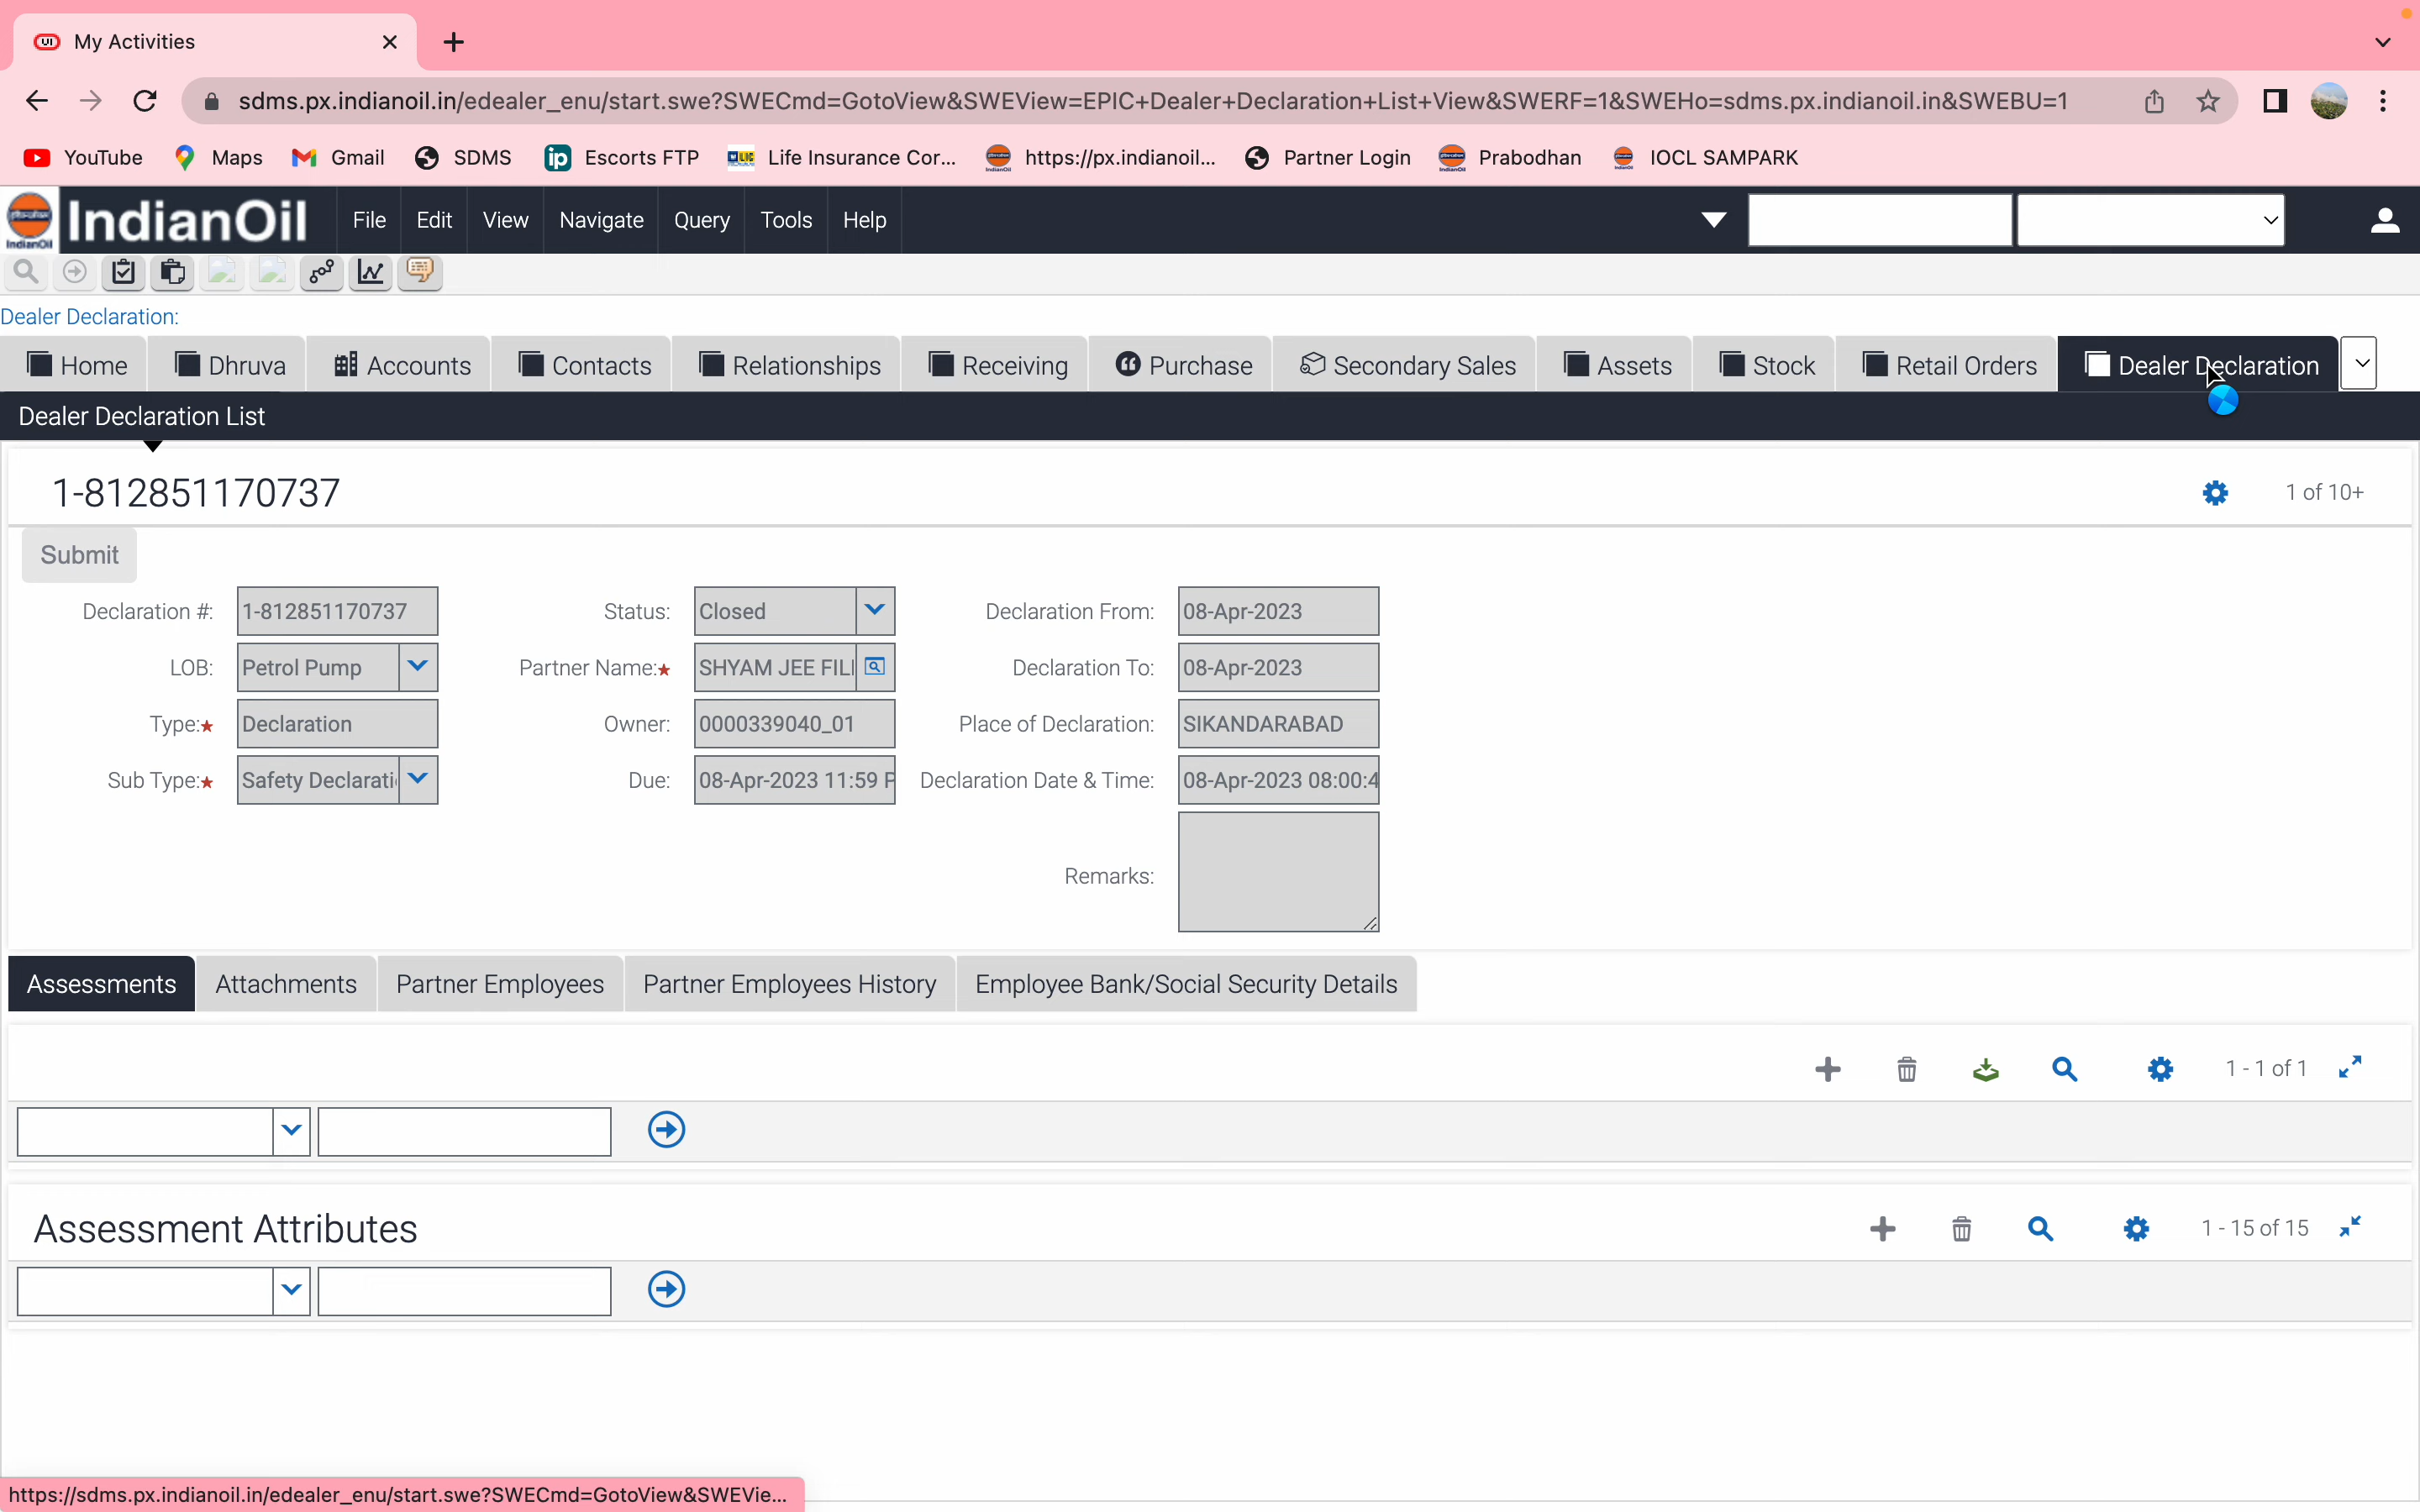 My Activities
sdms.px.indianoil.in/edealer_enu/start.swe?SWECmd=GotoView&SWEView=EPIC+Dealer+Declaration+List+View&SWERF=1&SWEHo=sdms.px.indianoil.in&SWEBU=1
YouTube Maps Gmail SDMS Escorts FTP Life Insurance Cor... https://px.indianoil... Partner Login Prabodhan IOCL SAMPARK
IndianOil File Edit View Navigate Query Tools Help
Dealer Declaration:
Home Dhruva Accounts Contacts Relationships Receiving Purchase Secondary Sales Assets Stock Retail Orders Dealer Declaration
Dealer Declaration List
1-812851170737 1 of 10+
Submit
Declaration #: 1-812851170737 Status: Closed Declaration From: 08-Apr-2023
LOB: Petrol Pump Partner Name: SHYAM JEE FILI Declaration To: 08-Apr-2023
Type: Declaration Owner: 0000339040_01 Place of Declaration: SIKANDARABAD
Sub Type: Safety Declarati Due: 08-Apr-2023 11:59 P Declaration Date & Time: 08-Apr-2023 08:00:4
Remarks:
Assessments Attachments Partner Employees Partner Employees History Employee Bank/Social Security Details
1 - 1 of 1
Assessment Attributes 1 - 15 of 15
https://sdms.px.indianoil.in/edealer_enu/start.swe?SWECmd=GotoView&SWEVie...